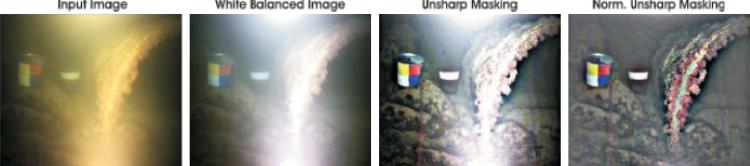 Input Image
White Balanced Image
Unsharp Masking
Norm. Unsharp Masking